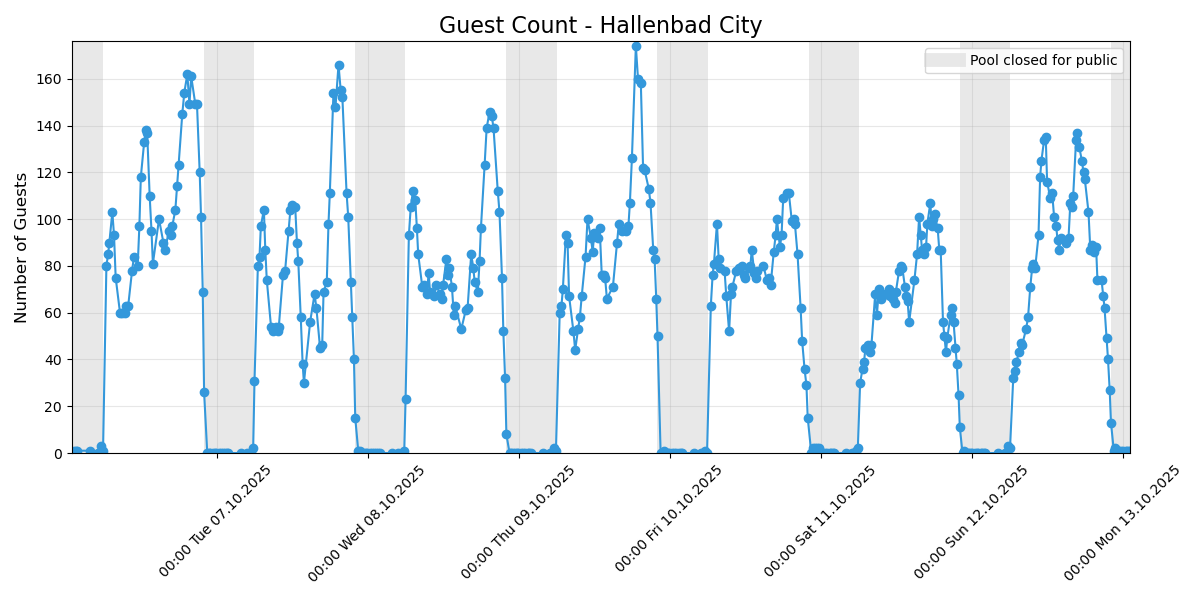 Guest Count - Hallenbad City
Pool closed for public
Number of Guests
160
140
120
100
80
60
40
20
0
00:00 Tue 07.10.2025
00:00 Wed 08.10.2025
00:00 Thu 09.10.2025
00:00 Fri 10.10.2025
00:00 Sat 11.10.2025
00:00 Sun 12.10.2025
00:00 Mon 13.10.2025